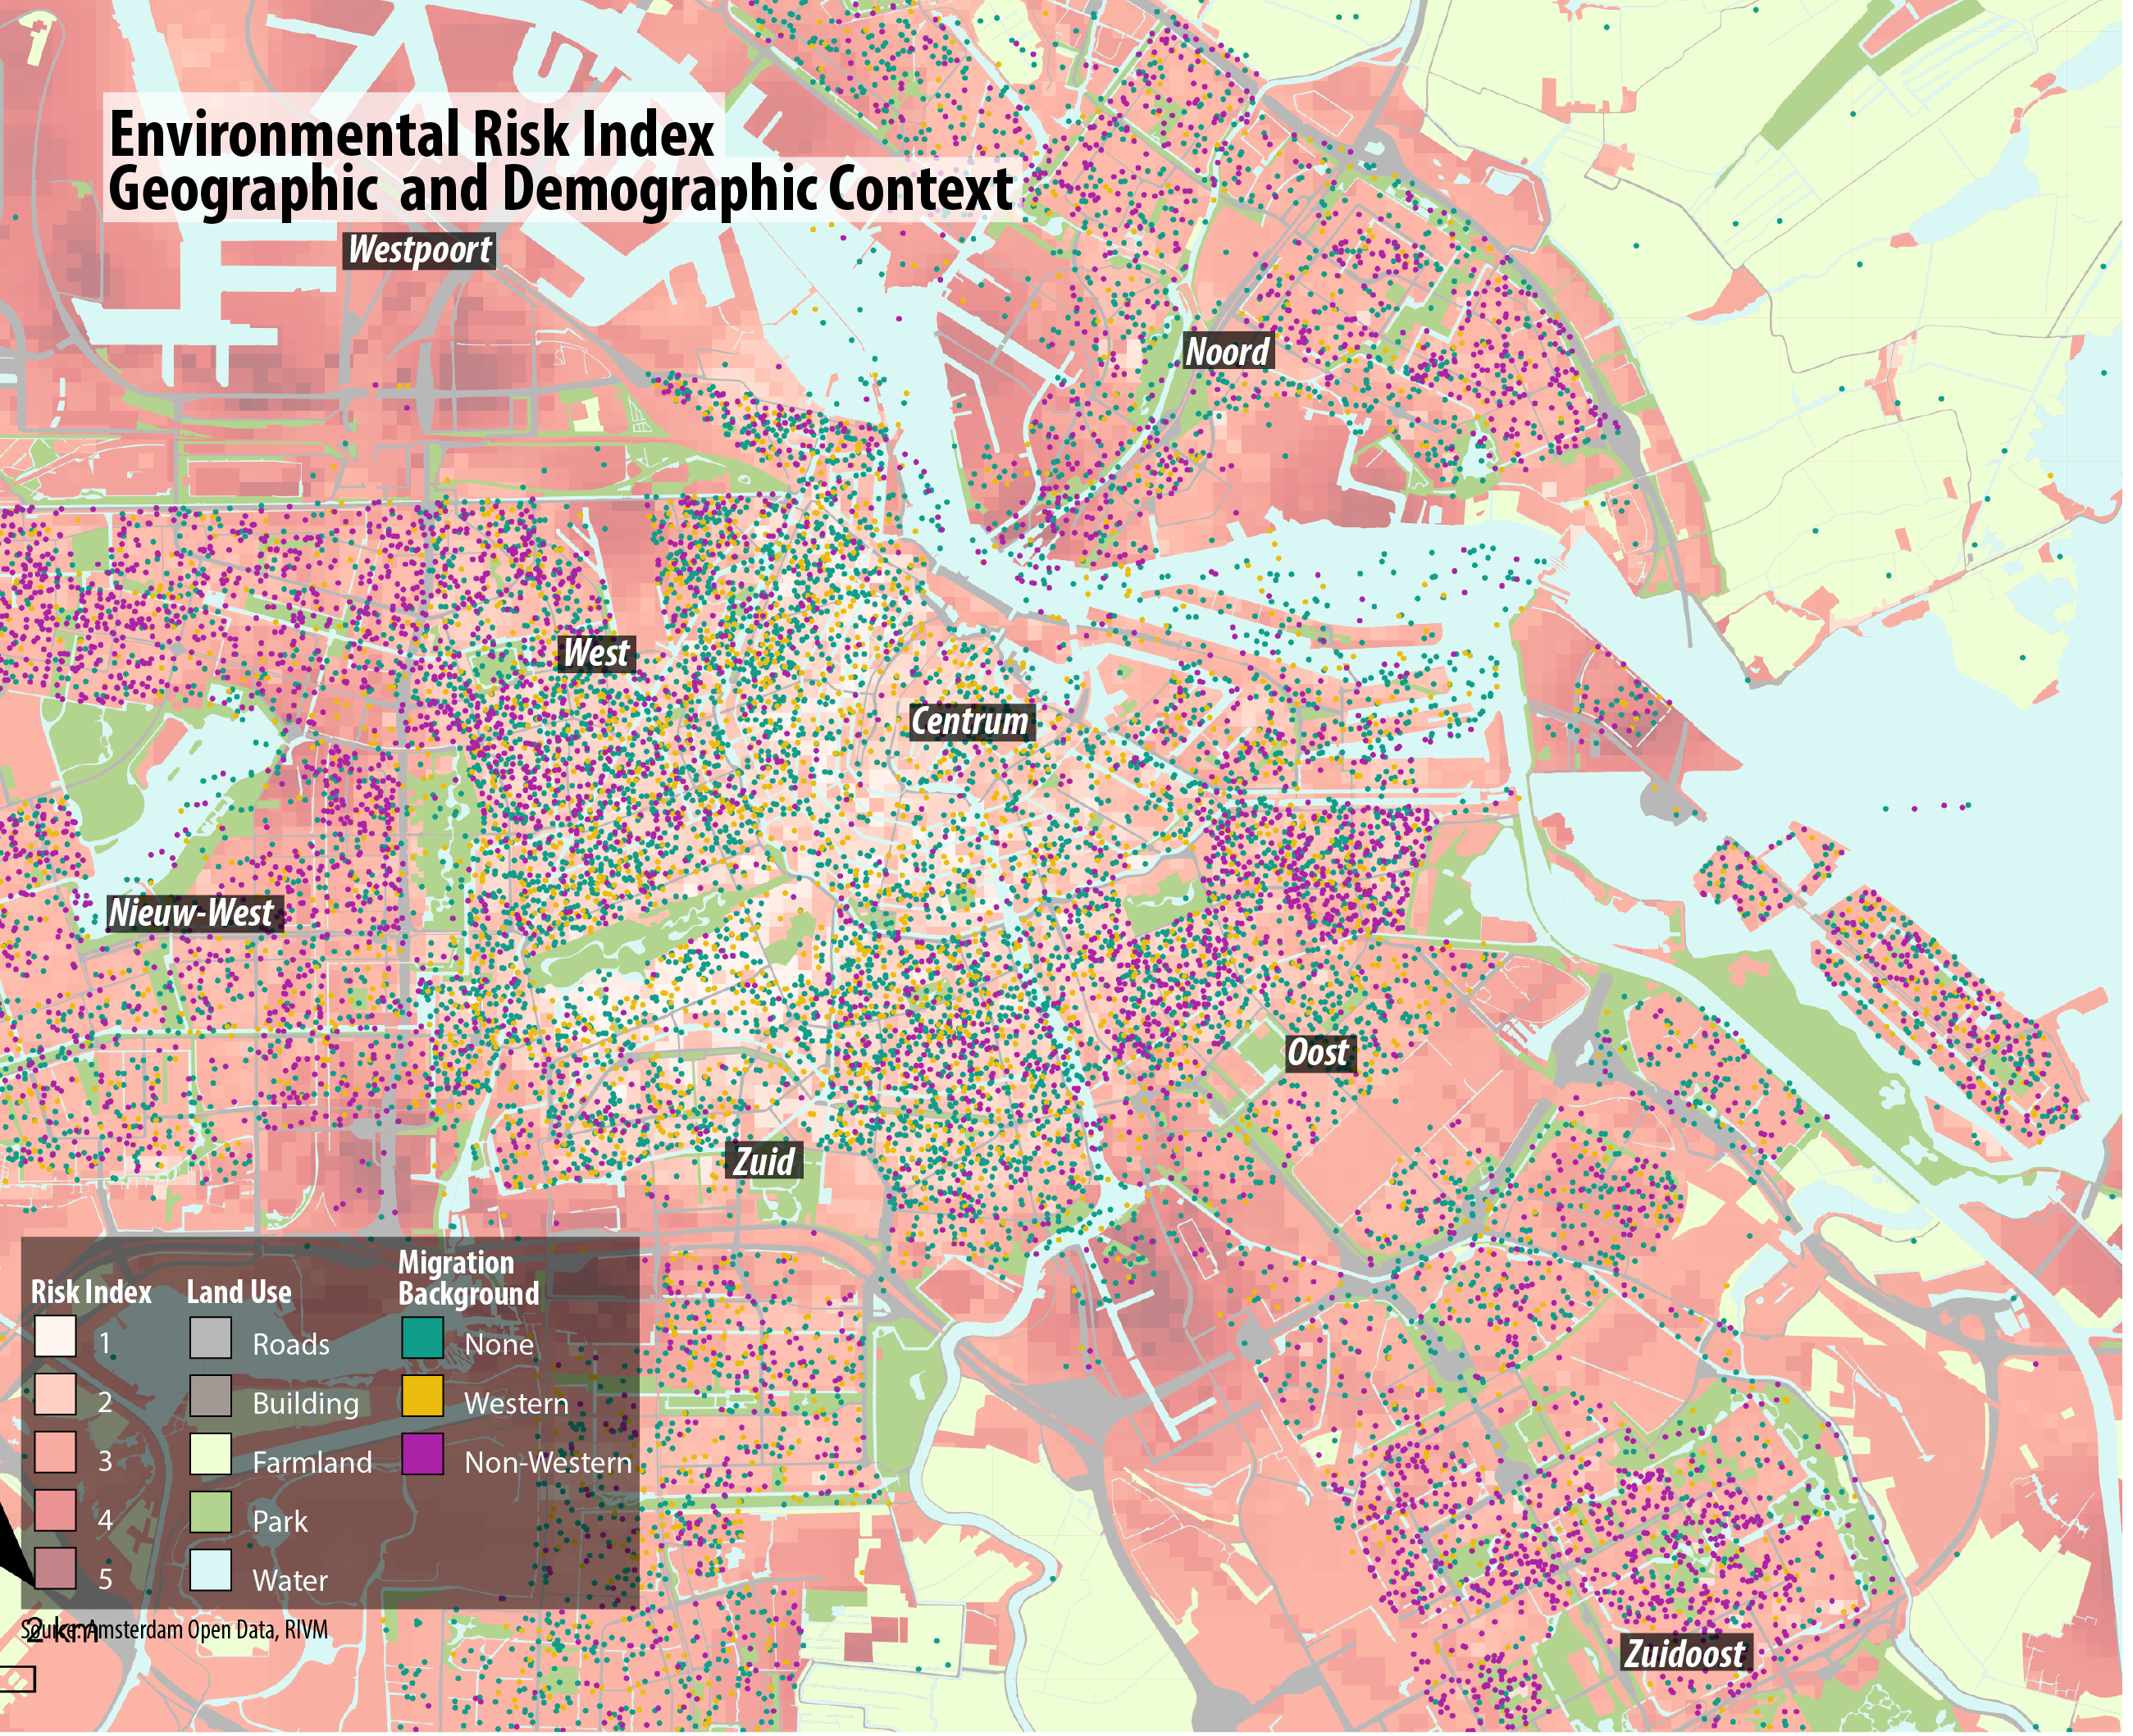 Environmental Risk Index
Geographic and Demographic Context
Westpoort
Noord
West
Centrum
Nieuw-West
Oost
Zuid
Zuidoost
Risk Index
1
2
3
4
5
Land Use
Roads
Building
Farmland
Park
Water
Migration
Background
None
Western
Non-Western
Source: Amsterdam Open Data, RIVM
2 km